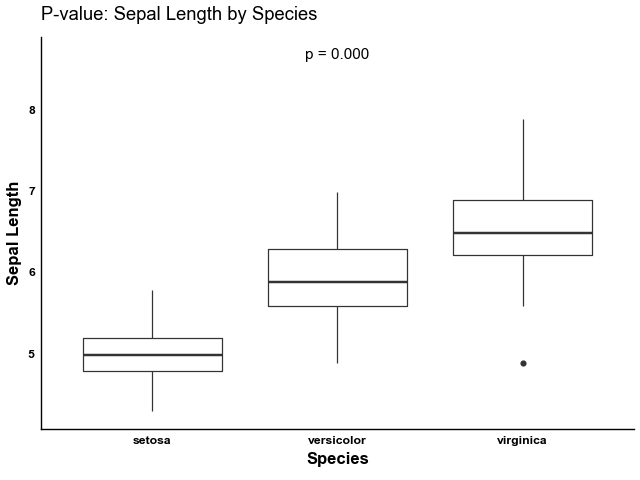 P-value: Sepal Length by Species
p = 0.000
8
7
6
5
Sepal Length
setosa versicolor virginica
Species